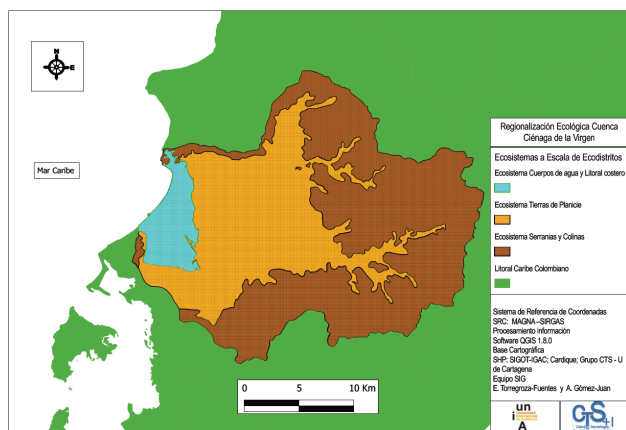 N
E
Mar Caribe
Regionalización Ecológica Cuenca
Ciénaga de la Virgen
Ecosistemas a Escala de Ecodistritos
Ecosistema Cuerpos de agua y Litoral costero
Ecosistema Tierras de Planicie
Ecosistema Serranias y Colinas
Litoral Caribe Colombiano
Sistema de Referencia de Coordenadas
SRC: MAGNA –SIRGAS
Procesamiento información
Software QGIS 1.8.0
Base Cartográfica
SHP: SIGOT-IGAC; Cardique; Grupo CTS - U
de Cartagena
Equipo SIG
E. Torregroza-Fuentes y A. Gómez-Juan
0 5 10 Km
un
i
A
CTS+I